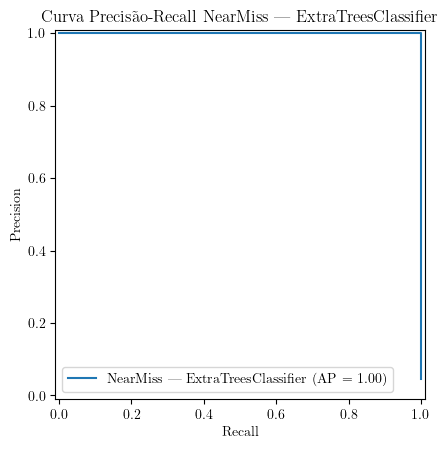 Curva Precisão-Recall NearMiss — ExtraTreesClassifier
1.0
0.8
0.6
0.4
0.2
0.0
Precision
NearMiss — ExtraTreesClassifier (AP = 1.00)
0.0 0.2 0.4 0.6 0.8 1.0
Recall